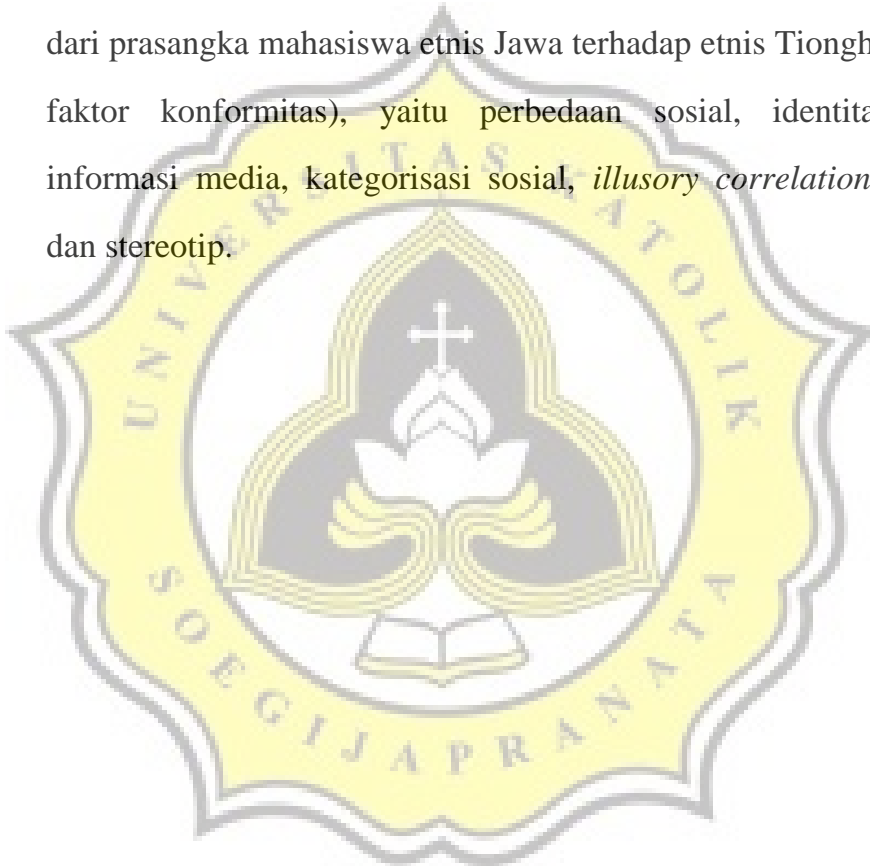 dari prasangka mahasiswa etnis Jawa terhadap etnis Tiongh
faktor konformitas), yaitu perbedaan sosial, identita
informasi media, kategorisasi sosial, illusory correlation
dan stereotip.
UNIVERSITAS KATOLIK
SOEGIJAPRANATA